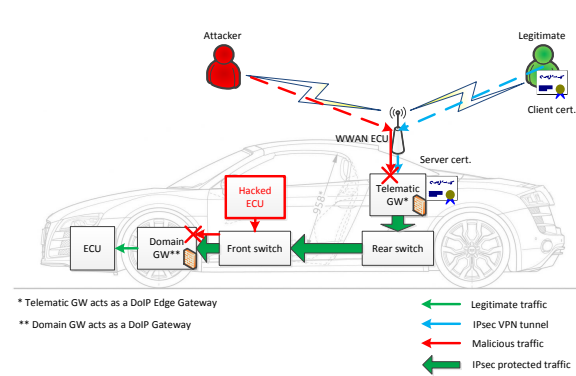 Attacker
Legitimate
Client cert.
WWAN ECU
Server cert.
Telematic
GW*
Hacked
ECU
958*
ECU
Domain
GW**
Front switch
Rear switch
* Telematic GW acts as a DoIP Edge Gateway
** Domain GW acts as a DoIP Gateway
Legitimate traffic
IPsec VPN tunnel
Malicious traffic
IPsec protected traffic